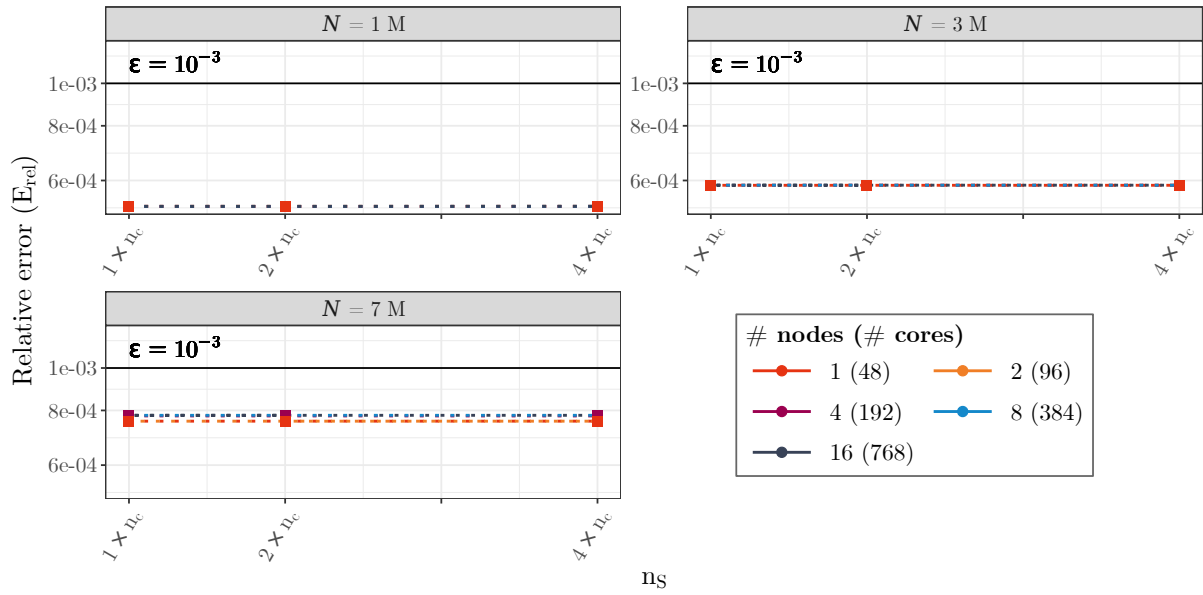 N = 1 M
ε = 10⁻³
1e-03
8e-04
6e-04
1 × n_c
2 × n_c
4 × n_c
N = 3 M
ε = 10⁻³
1e-03
8e-04
6e-04
1 × n_c
2 × n_c
4 × n_c
Relative error (E_rel)
N = 7 M
ε = 10⁻³
1e-03
8e-04
6e-04
1 × n_c
2 × n_c
4 × n_c
# nodes (# cores)
1 (48)
2 (96)
4 (192)
8 (384)
16 (768)
n_S